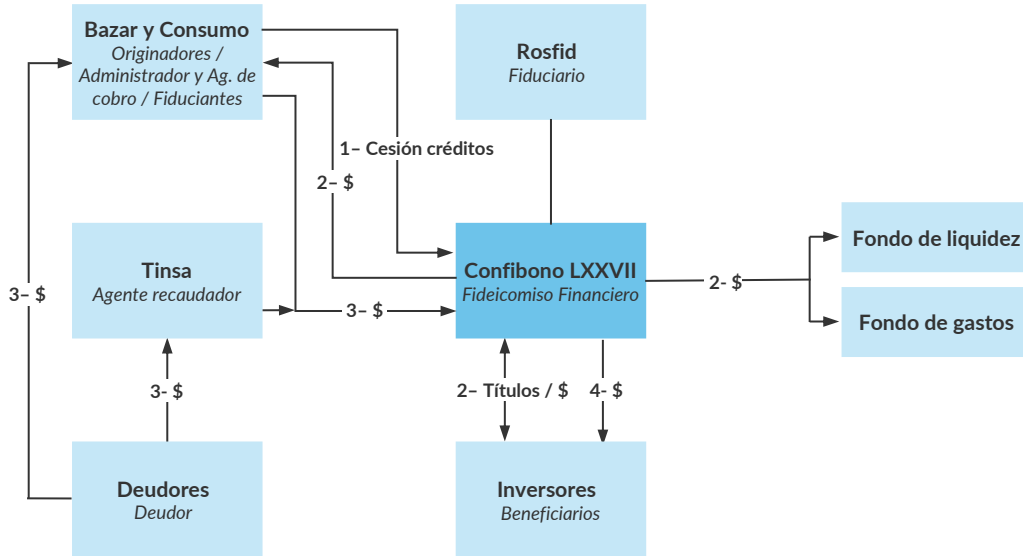 Bazar y Consumo
Originadores /
Administrador y Ag. de
cobro / Fiduciantes
Rosfid
Fiduciario
1– Cesión créditos
2– $
Tinsa
Agente recaudador
Confibono LXXVII
Fideicomiso Financiero
Fondo de liquidez
2- $
Fondo de gastos
3– $
3– $
3- $
2– Títulos / $
4- $
Deudores
Deudor
Inversores
Beneficiarios